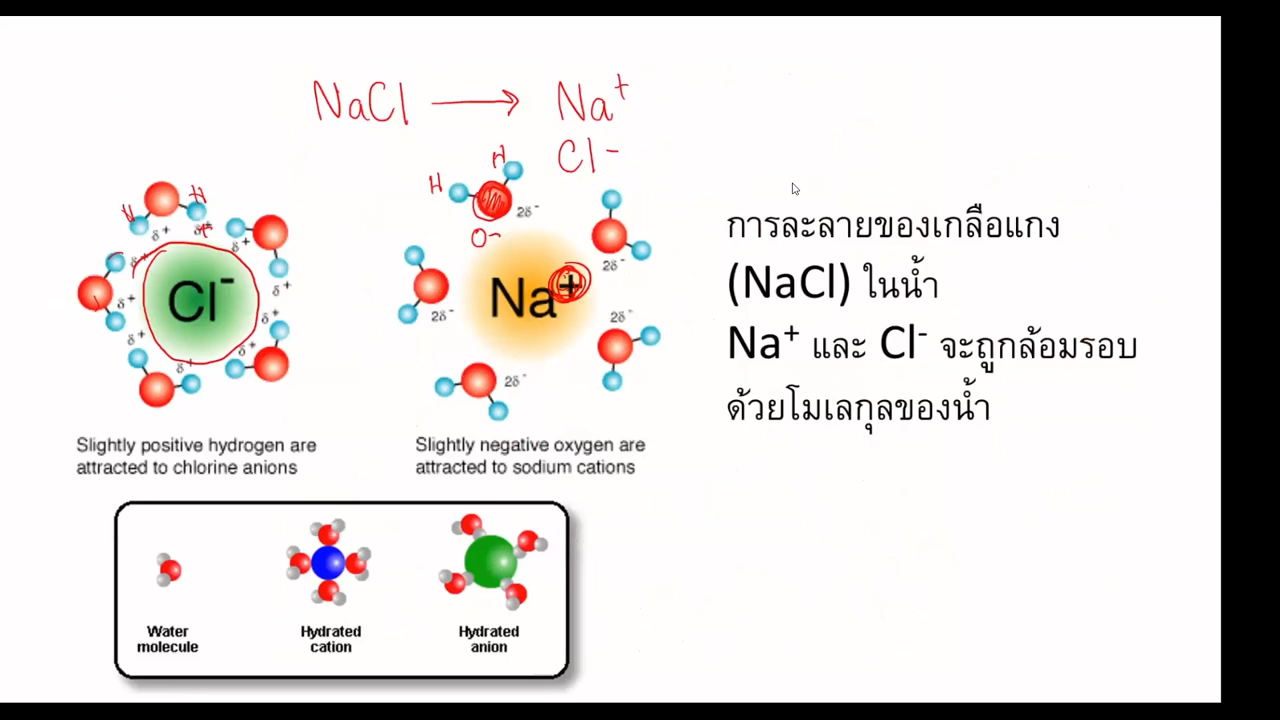 NaCl → Na+
Cl-
H H
H H
+
O-
δ+ δ+
δ+ δ+
δ+ δ+
δ+ δ+
δ+ δ+
Cl-
2δ-
2δ-
2δ-
2δ-
2δ-
Na+
Slightly positive hydrogen are
attracted to chlorine anions
Slightly negative oxygen are
attracted to sodium cations
Water
molecule
Hydrated
cation
Hydrated
anion
การละลายของเกลือแกง
(NaCl) ในน้ำ
Na+ และ Cl- จะถูกล้อมรอบ
ด้วยโมเลกุลของน้ำ